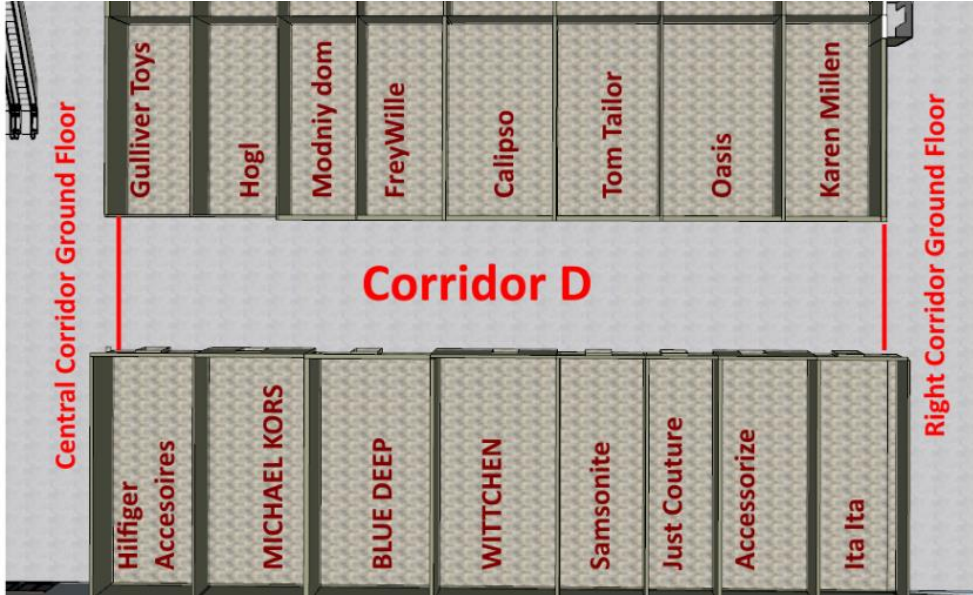 Central Corridor Ground Floor
Gulliver Toys
Hogl
Modniy dom
FreyWille
Calipso
Tom Tailor
Oasis
Karen Millen
Right Corridor Ground Floor
Corridor D
Hilfiger
Accesoires
MICHAEL KORS
BLUE DEEP
WITTCHEN
Samsonite
Just Couture
Accessorize
Ita Ita